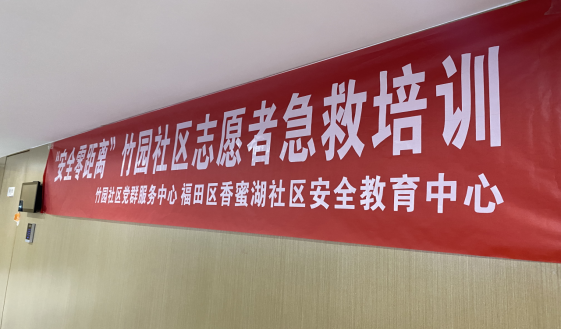 “安全零距离”竹园社区志愿者急救培训
竹园社区党群服务中心 福田区香蜜湖社区安全教育中心